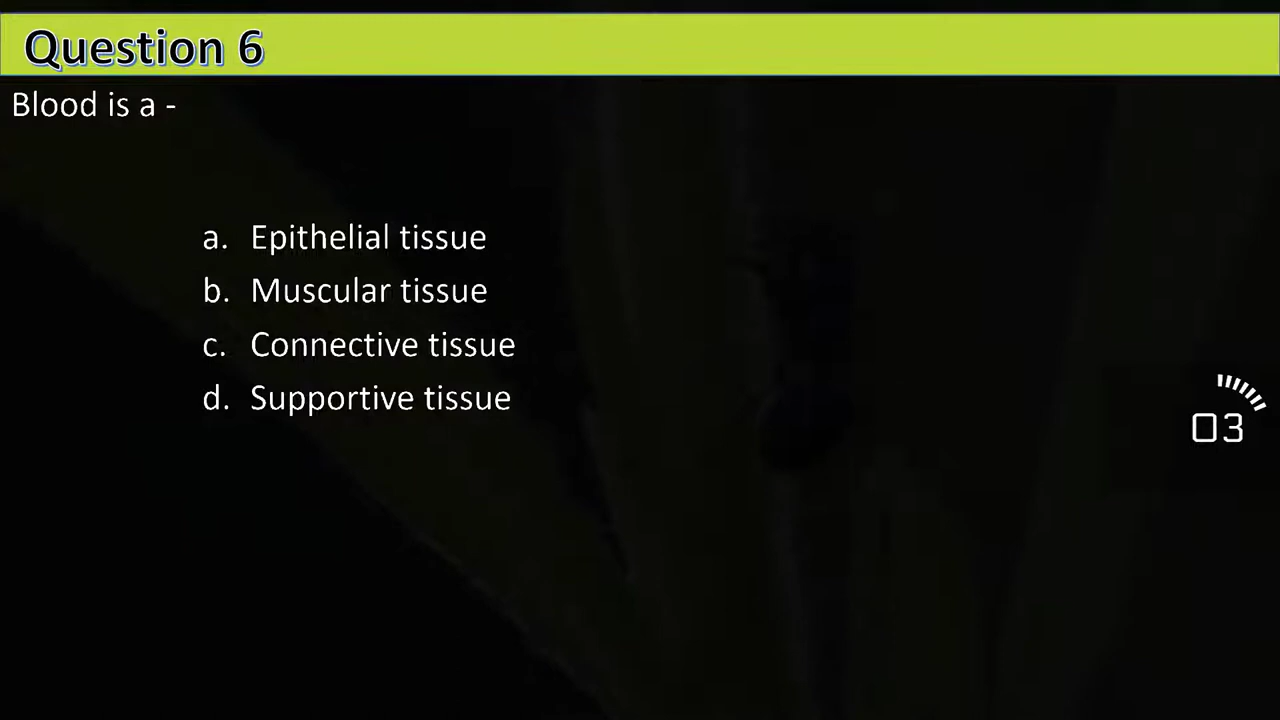 Question 6
Blood is a -
a. Epithelial tissue
b. Muscular tissue
c. Connective tissue
d. Supportive tissue
03